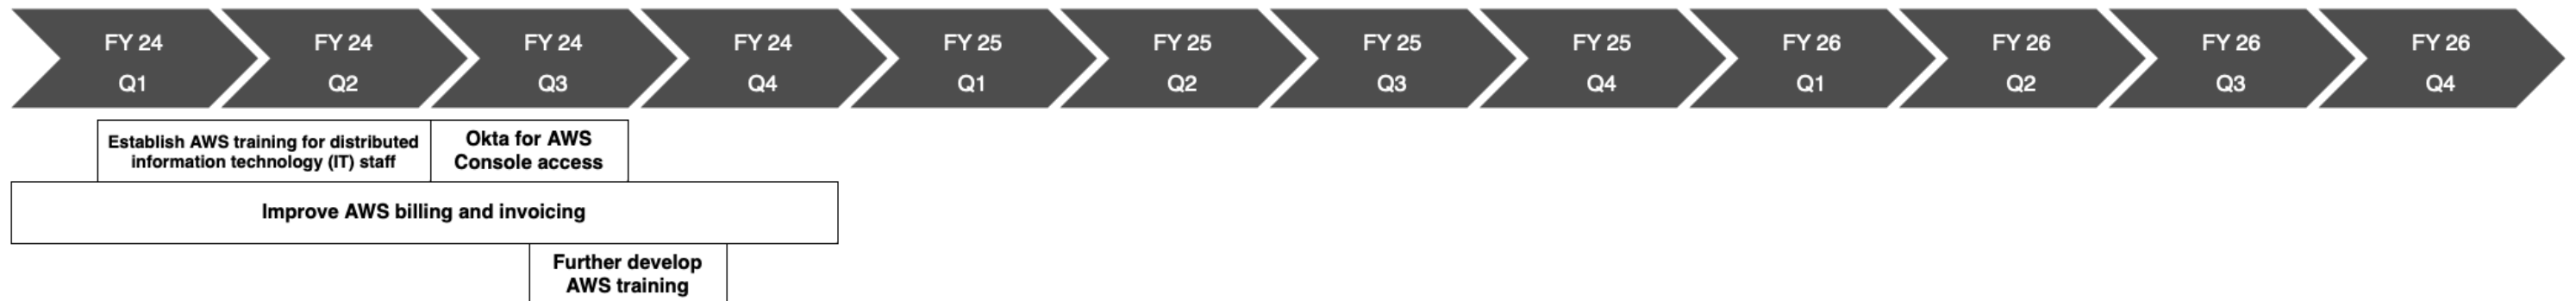 FY 24
Q1
FY 24
Q2
FY 24
Q3
FY 24
Q4
FY 25
Q1
FY 25
Q2
FY 25
Q3
FY 25
Q4
FY 26
Q1
FY 26
Q2
FY 26
Q3
FY 26
Q4
Establish AWS training for distributed
information technology (IT) staff
Okta for AWS
Console access
Improve AWS billing and invoicing
Further develop
AWS training